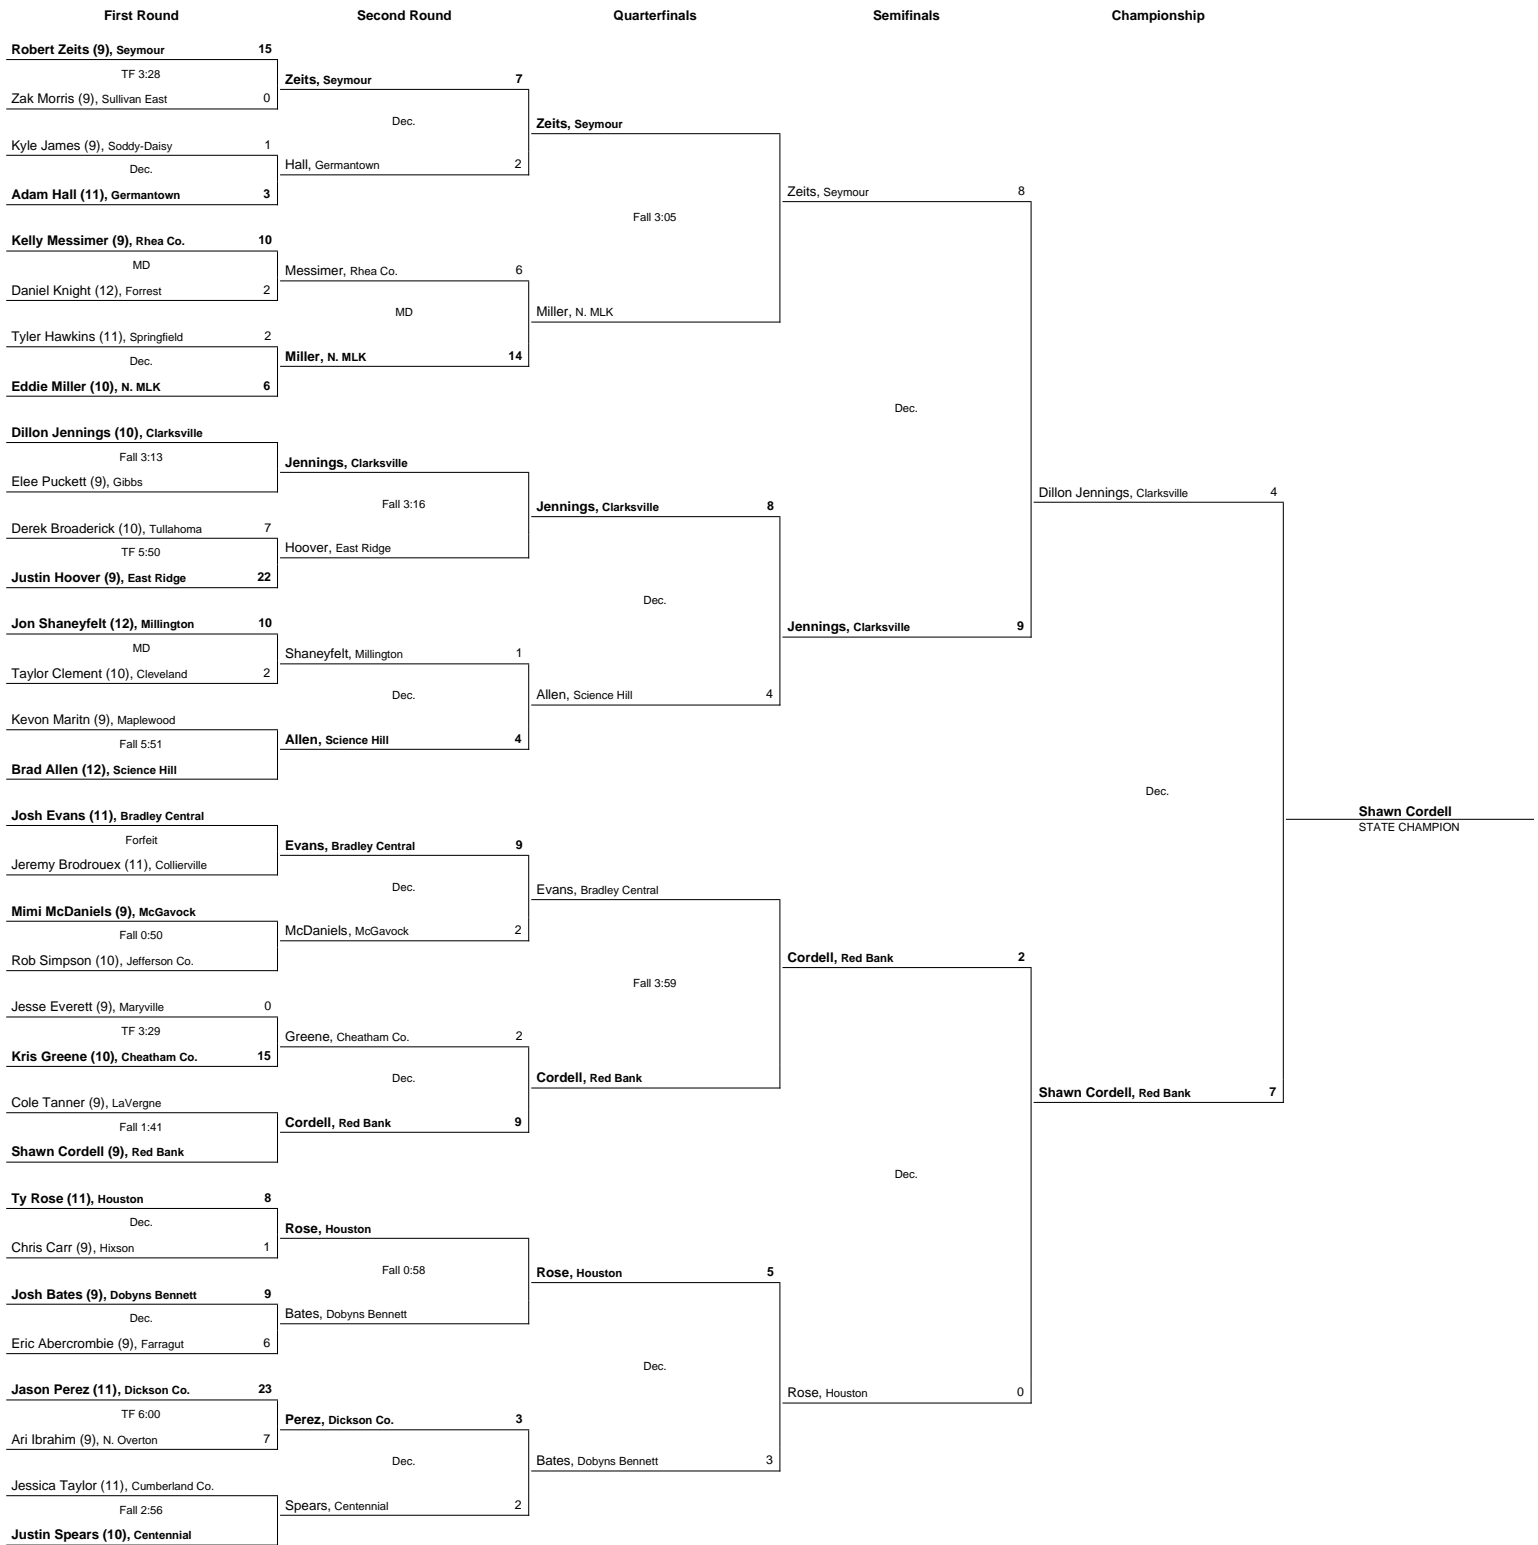 First Round
Second Round
Quarterfinals
Semifinals
Championship
Robert Zeits (9), Seymour 15
TF 3:28
Zak Morris (9), Sullivan East 0
Kyle James (9), Soddy-Daisy 1
Dec.
Adam Hall (11), Germantown 3
Kelly Messimer (9), Rhea Co. 10
MD
Daniel Knight (12), Forrest 2
Tyler Hawkins (11), Springfield 2
Dec.
Eddie Miller (10), N. MLK 6
Dillon Jennings (10), Clarksville
Fall 3:13
Elee Puckett (9), Gibbs
Derek Broaderick (10), Tullahoma 7
TF 5:50
Justin Hoover (9), East Ridge 22
Jon Shaneyfelt (12), Millington 10
MD
Taylor Clement (10), Cleveland 2
Kevon Maritn (9), Maplewood
Fall 5:51
Brad Allen (12), Science Hill
Josh Evans (11), Bradley Central
Forfeit
Jeremy Brodrouex (11), Collierville
Mimi McDaniels (9), McGavock
Fall 0:50
Rob Simpson (10), Jefferson Co.
Jesse Everett (9), Maryville 0
TF 3:29
Kris Greene (10), Cheatham Co. 15
Cole Tanner (9), LaVergne
Fall 1:41
Shawn Cordell (9), Red Bank
Ty Rose (11), Houston 8
Dec.
Chris Carr (9), Hixson 1
Josh Bates (9), Dobyns Bennett 9
Dec.
Eric Abercrombie (9), Farragut 6
Jason Perez (11), Dickson Co. 23
TF 6:00
Ari Ibrahim (9), N. Overton 7
Jessica Taylor (11), Cumberland Co.
Fall 2:56
Justin Spears (10), Centennial
Zeits, Seymour 7
Dec.
Hall, Germantown 2
Messimer, Rhea Co. 6
MD
Miller, N. MLK 14
Jennings, Clarksville
Fall 3:16
Hoover, East Ridge
Shaneyfelt, Millington 1
Dec.
Allen, Science Hill 4
Evans, Bradley Central 9
Dec.
McDaniels, McGavock 2
Greene, Cheatham Co. 2
Dec.
Cordell, Red Bank 9
Rose, Houston
Fall 0:58
Bates, Dobyns Bennett
Perez, Dickson Co. 3
Dec.
Spears, Centennial 2
Zeits, Seymour
Fall 3:05
Miller, N. MLK
Jennings, Clarksville 8
Dec.
Allen, Science Hill 4
Evans, Bradley Central
Fall 3:59
Cordell, Red Bank
Rose, Houston 5
Dec.
Bates, Dobyns Bennett 3
Zeits, Seymour 8
Dec.
Jennings, Clarksville 9
Cordell, Red Bank 2
Dec.
Rose, Houston 0
Dillon Jennings, Clarksville 4
Dec.
Shawn Cordell, Red Bank 7
Shawn Cordell
STATE CHAMPION